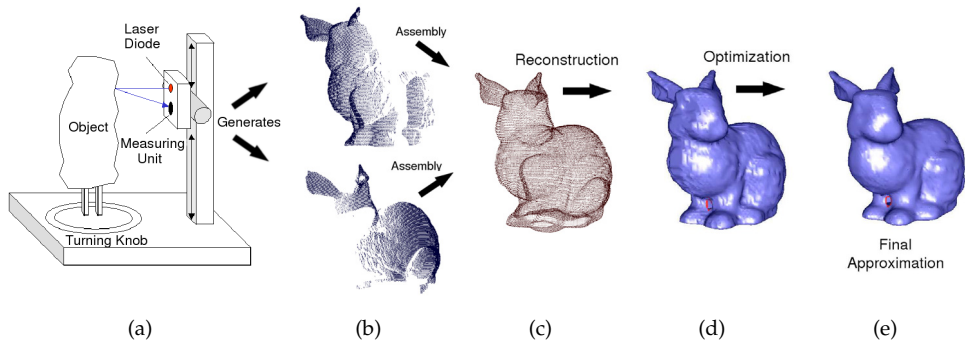 Laser
Diode
Object
Measuring
Unit
Turning Knob
Generates
Assembly
Assembly
Reconstruction
Optimization
Final
Approximation
(a)
(b)
(c)
(d)
(e)